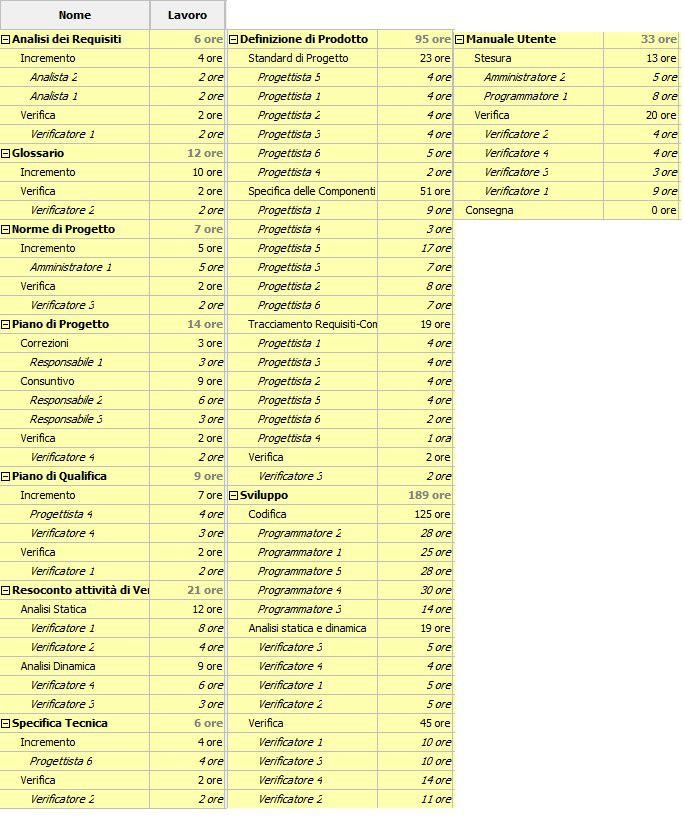 Nome Lavoro
Analisi dei Requisiti 6 ore
Incremento 4 ore
Analista 2 2 ore
Analista 1 2 ore
Verifica 2 ore
Verificatore 1 2 ore
Glossario 12 ore
Incremento 10 ore
Verifica 2 ore
Verificatore 2 2 ore
Norme di Progetto 7 ore
Incremento 5 ore
Amministratore 1 5 ore
Verifica 2 ore
Verificatore 3 2 ore
Piano di Progetto 14 ore
Correzioni 3 ore
Responsabile 1 3 ore
Consuntivo 9 ore
Responsabile 2 6 ore
Responsabile 3 3 ore
Verifica 2 ore
Verificatore 4 2 ore
Piano di Qualifica 9 ore
Incremento 7 ore
Progettista 4 4 ore
Verificatore 4 3 ore
Verifica 2 ore
Verificatore 1 2 ore
Resoconto attività di Ver 21 ore
Analisi Statica 12 ore
Verificatore 1 8 ore
Verificatore 2 4 ore
Analisi Dinamica 9 ore
Verificatore 4 6 ore
Verificatore 3 3 ore
Specifica Tecnica 6 ore
Incremento 4 ore
Progettista 6 4 ore
Verifica 2 ore
Verificatore 2 2 ore
Definizione di Prodotto 95 ore
Standard di Progetto 23 ore
Progettista 5 4 ore
Progettista 1 4 ore
Progettista 2 4 ore
Progettista 3 4 ore
Progettista 6 5 ore
Progettista 4 2 ore
Specifica delle Componenti 51 ore
Progettista 1 9 ore
Progettista 4 3 ore
Progettista 5 17 ore
Progettista 3 7 ore
Progettista 2 8 ore
Progettista 6 7 ore
Tracciamento Requisiti-Com 19 ore
Progettista 1 4 ore
Progettista 3 4 ore
Progettista 2 4 ore
Progettista 5 4 ore
Progettista 6 2 ore
Progettista 4 1 ora
Verifica 2 ore
Verificatore 3 2 ore
Sviluppo 189 ore
Codifica 125 ore
Programmatore 2 28 ore
Programmatore 1 25 ore
Programmatore 5 28 ore
Programmatore 4 30 ore
Programmatore 3 14 ore
Analisi statica e dinamica 19 ore
Verificatore 3 5 ore
Verificatore 4 4 ore
Verificatore 1 5 ore
Verificatore 2 5 ore
Verifica 45 ore
Verificatore 1 10 ore
Verificatore 3 10 ore
Verificatore 4 14 ore
Verificatore 2 11 ore
Manuale Utente 33 ore
Stesura 13 ore
Amministratore 2 5 ore
Programmatore 1 8 ore
Verifica 20 ore
Verificatore 2 4 ore
Verificatore 4 4 ore
Verificatore 3 3 ore
Verificatore 1 9 ore
Consegna 0 ore